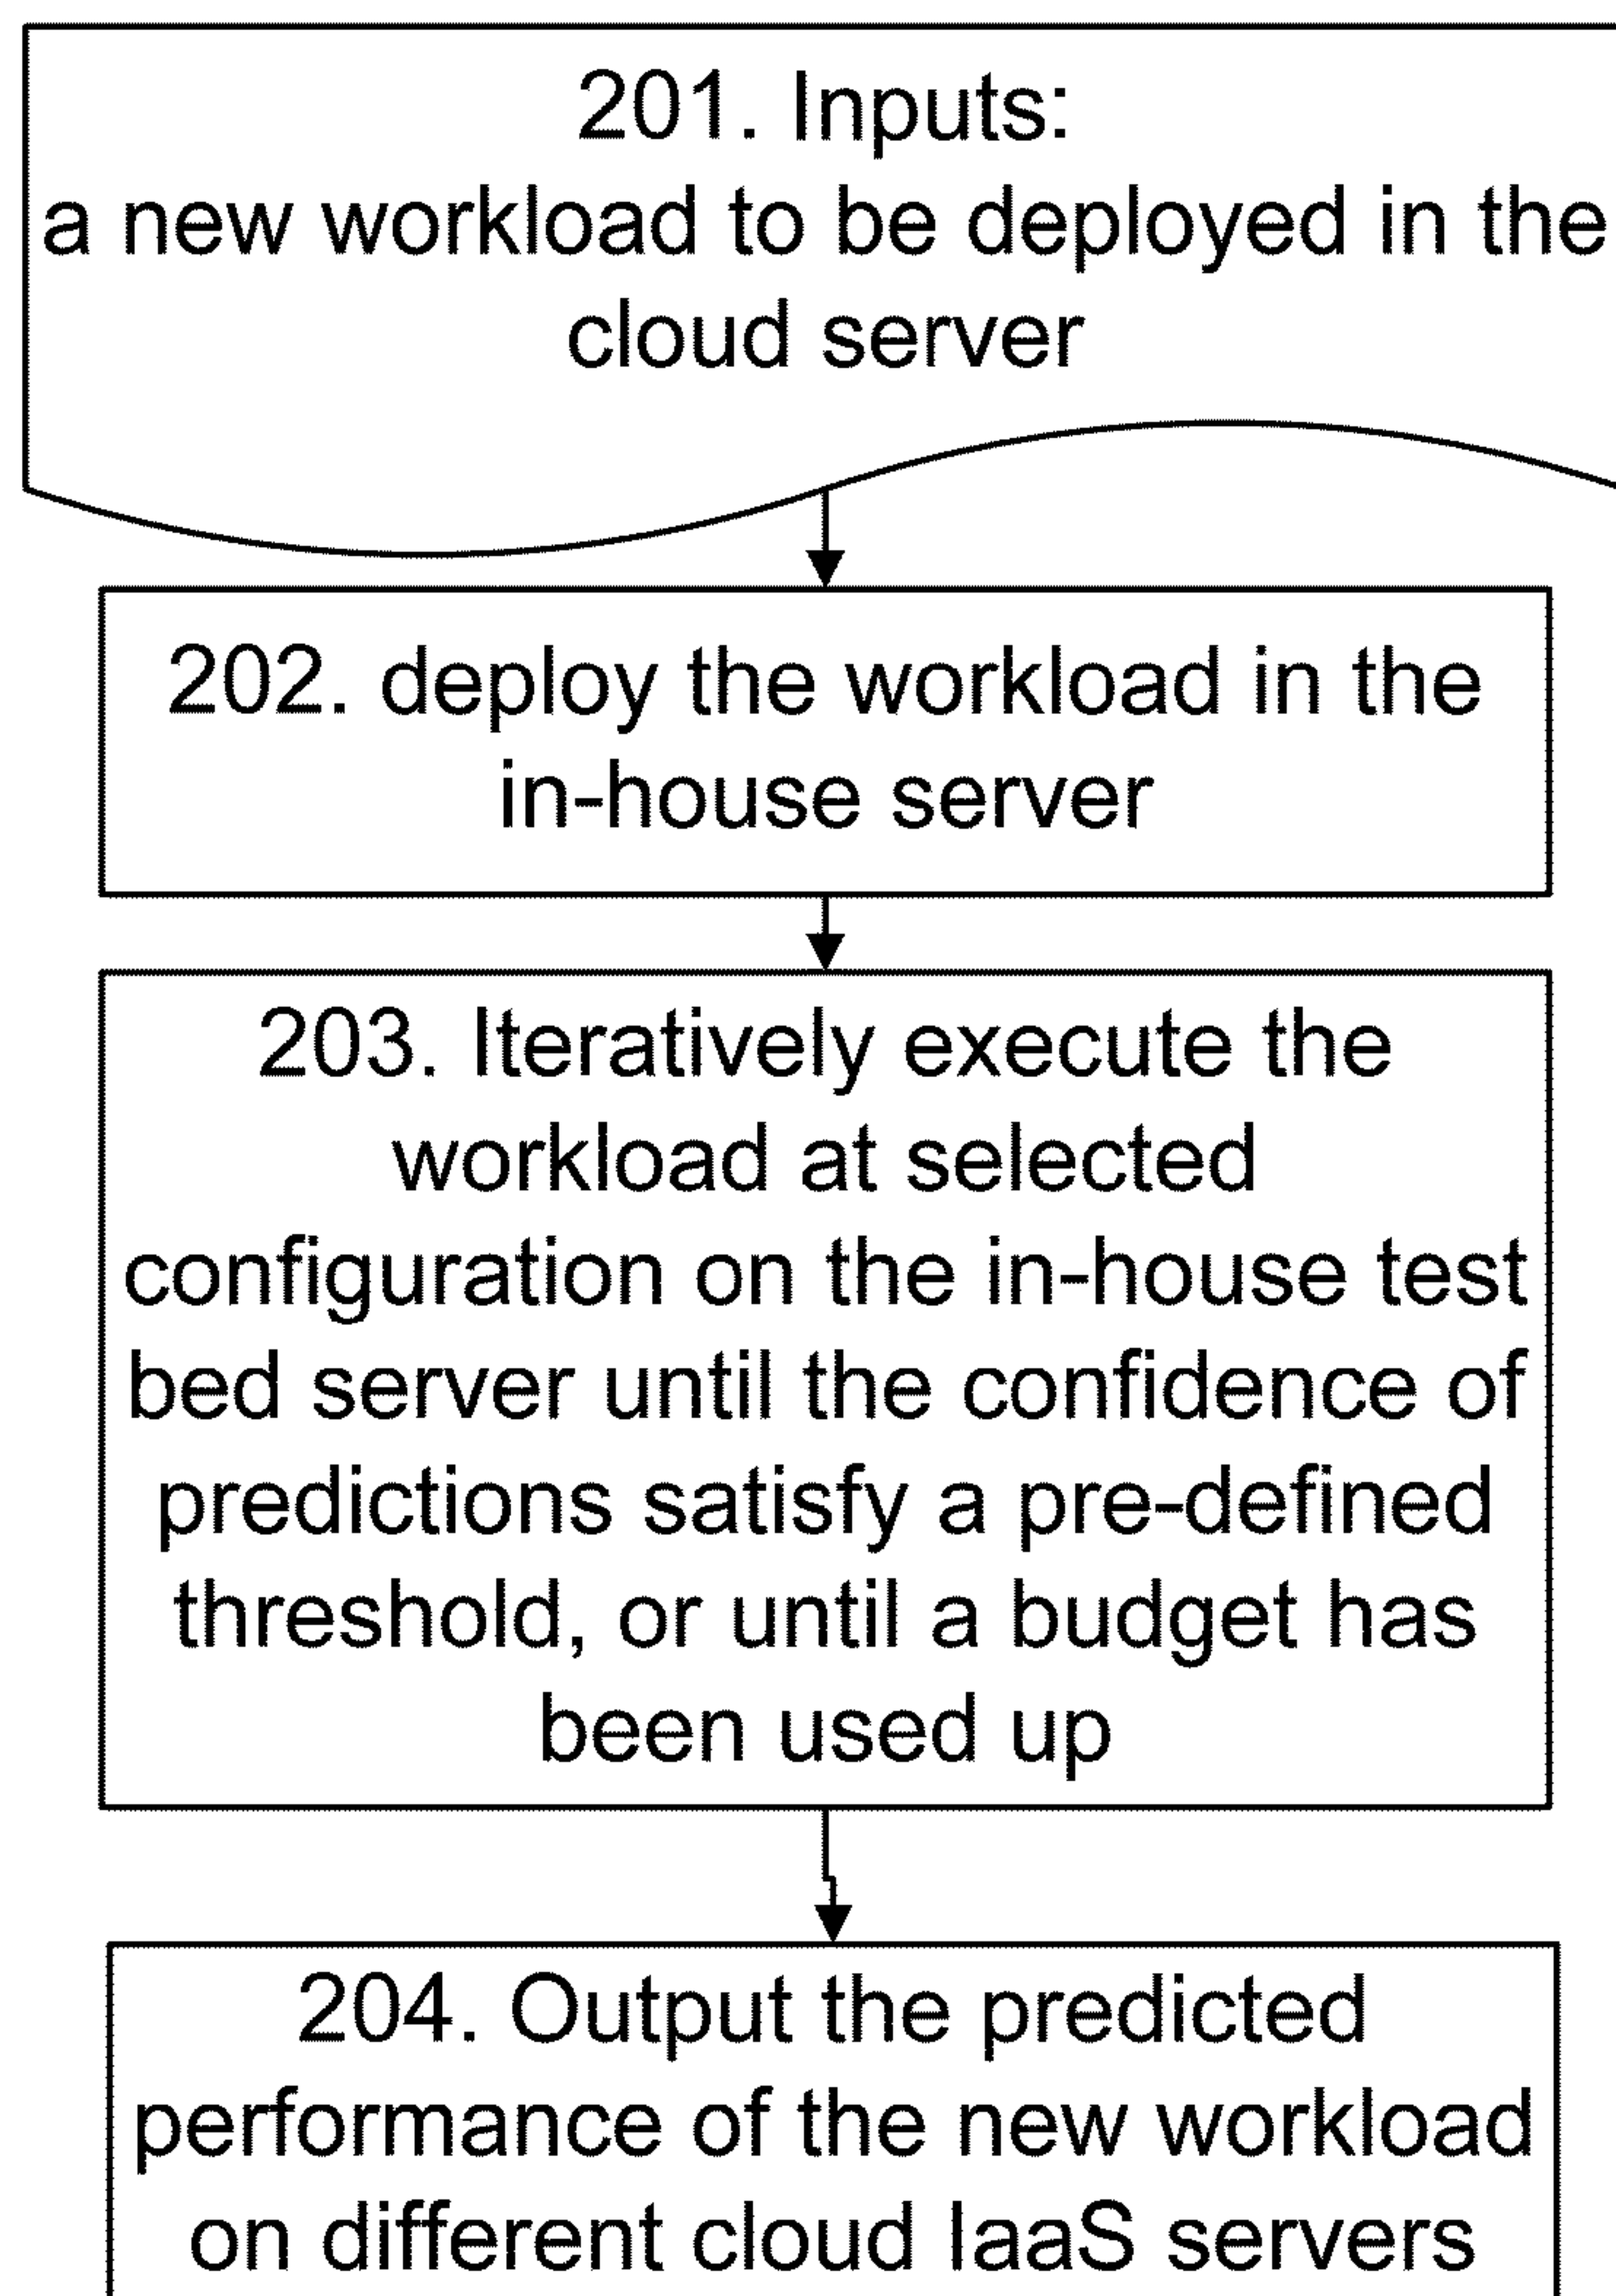 201. Inputs:
a new workload to be deployed in the
cloud server
202. deploy the workload in the
in-house server
203. Iteratively execute the
workload at selected
configuration on the in-house test
bed server until the confidence of
predictions satisfy a pre-defined
threshold, or until a budget has
been used up
204. Output the predicted
performance of the new workload
on different cloud IaaS servers